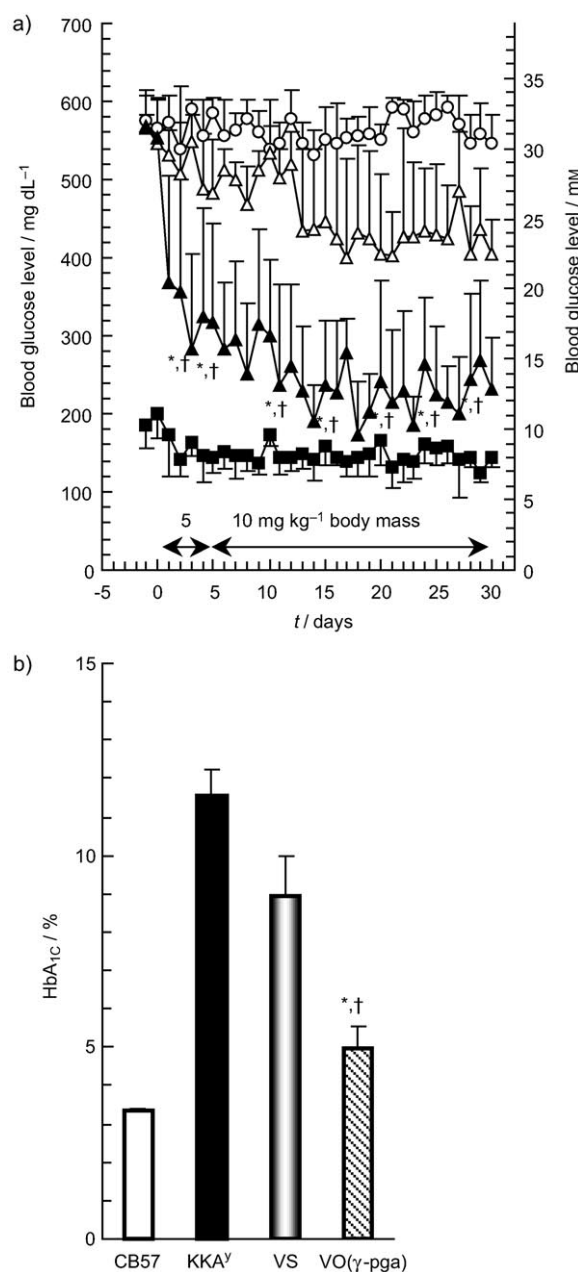 a)
700
600
500
400
300
200
100
0
Blood glucose level / mg dL⁻¹
35
30
25
20
15
10
5
0
Blood glucose level / mM
*,† *,†
*,† *,† *,† *,† *,†
5 10 mg kg⁻¹ body mass
-5 0 5 10 15 20 25 30
t / days
b)
15
10
5
0
HbA₁C / %
*,†
CB57 KKAʸ VS VO(γ-pga)